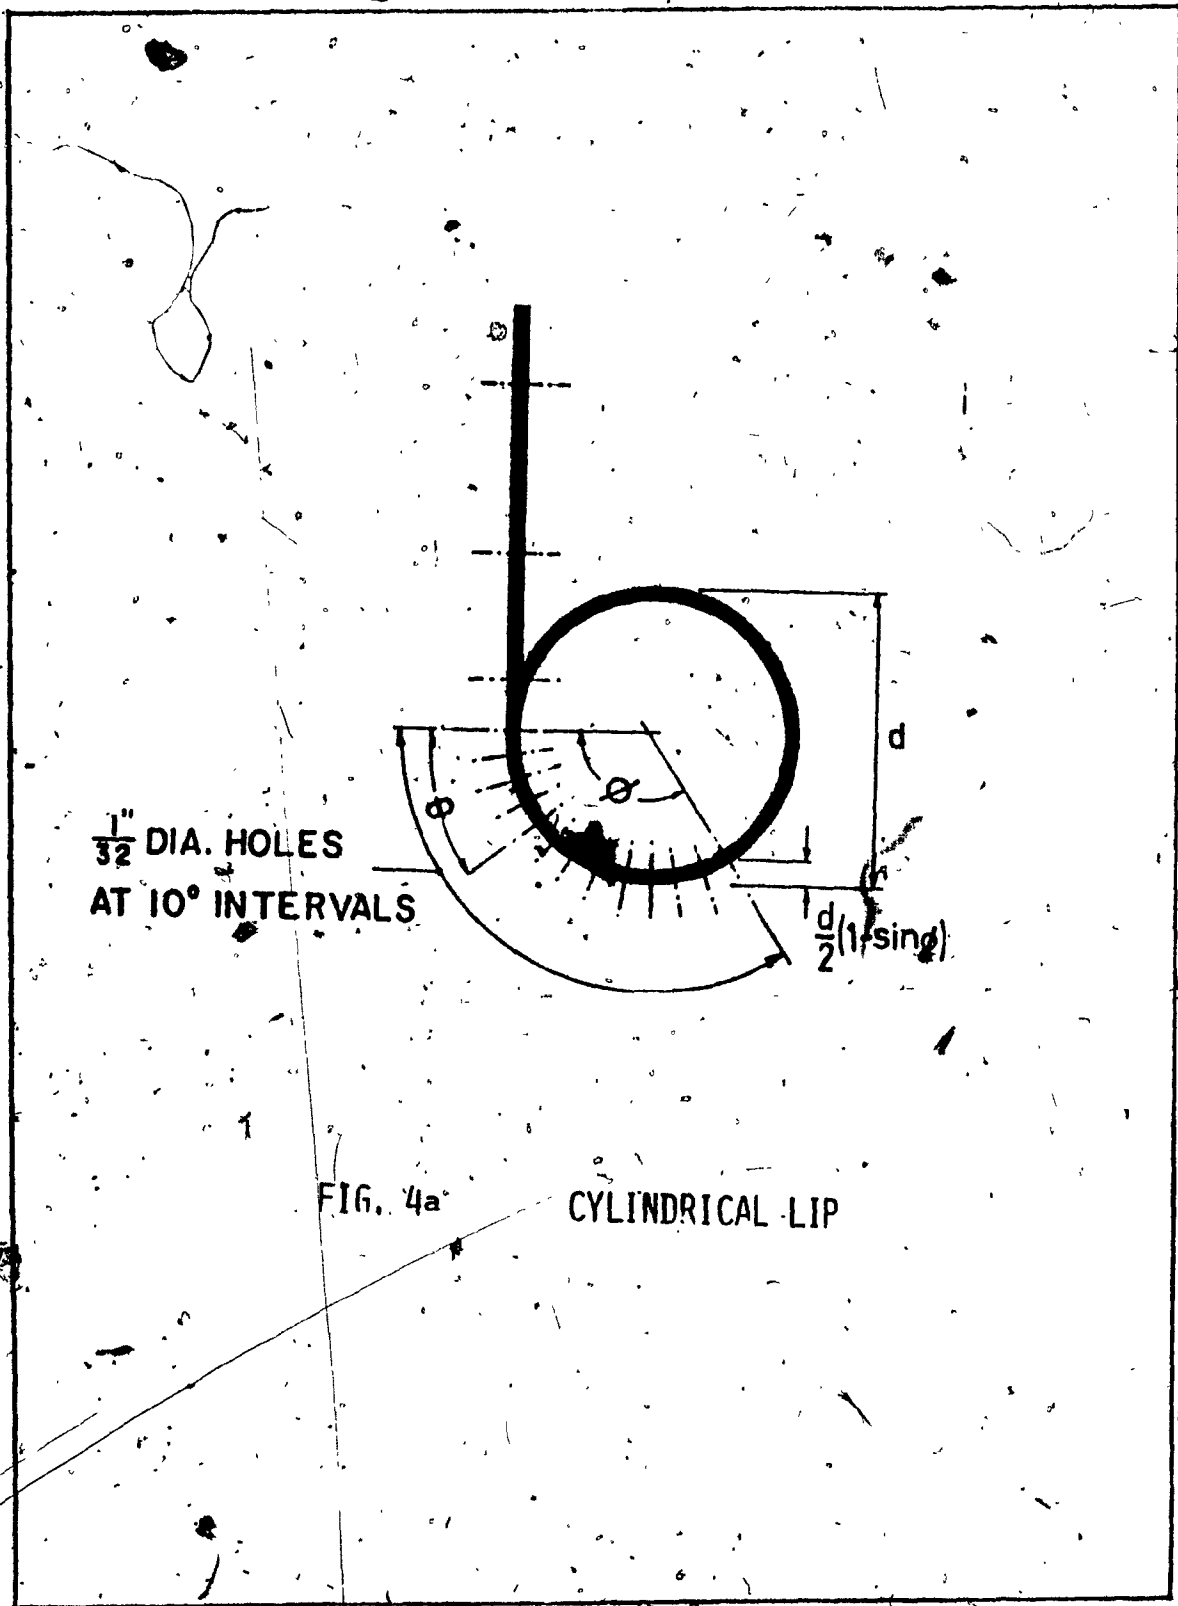 d
Ø
Φ
1/32" DIA. HOLES
AT 10° INTERVALS
d/2(1-sinø)
FIG. 4a
CYLINDRICAL LIP